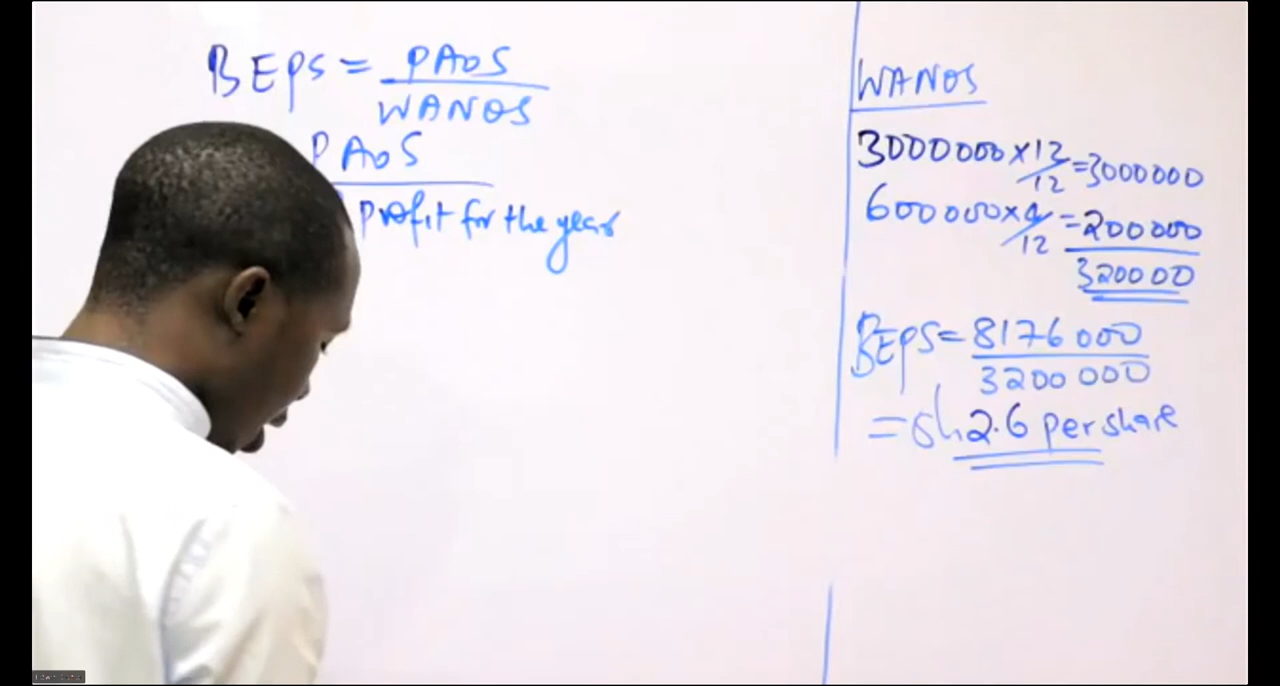 BEPS = PAOS
WANOS
PAOS
profit for the year
WANOS
3000000 x 12/12 = 3000000
600000 x 4/12 = 200000
320000
BEPS = 8176000
3200000
= sh 2.6 per share